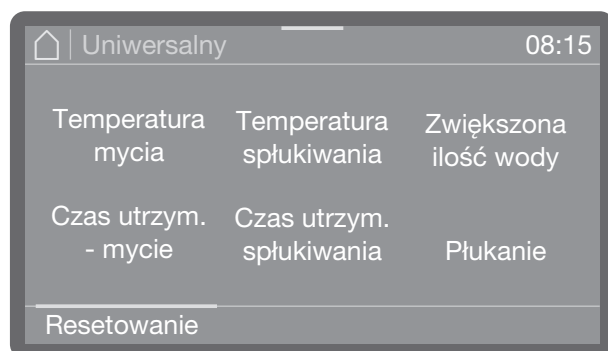 Uniwersalny 08:15
Temperatura mycia
Temperatura spłukiwania
Zwiększona ilość wody
Czas utrzym. - mycie
Czas utrzym. spłukiwania
Płukanie
Resetowanie